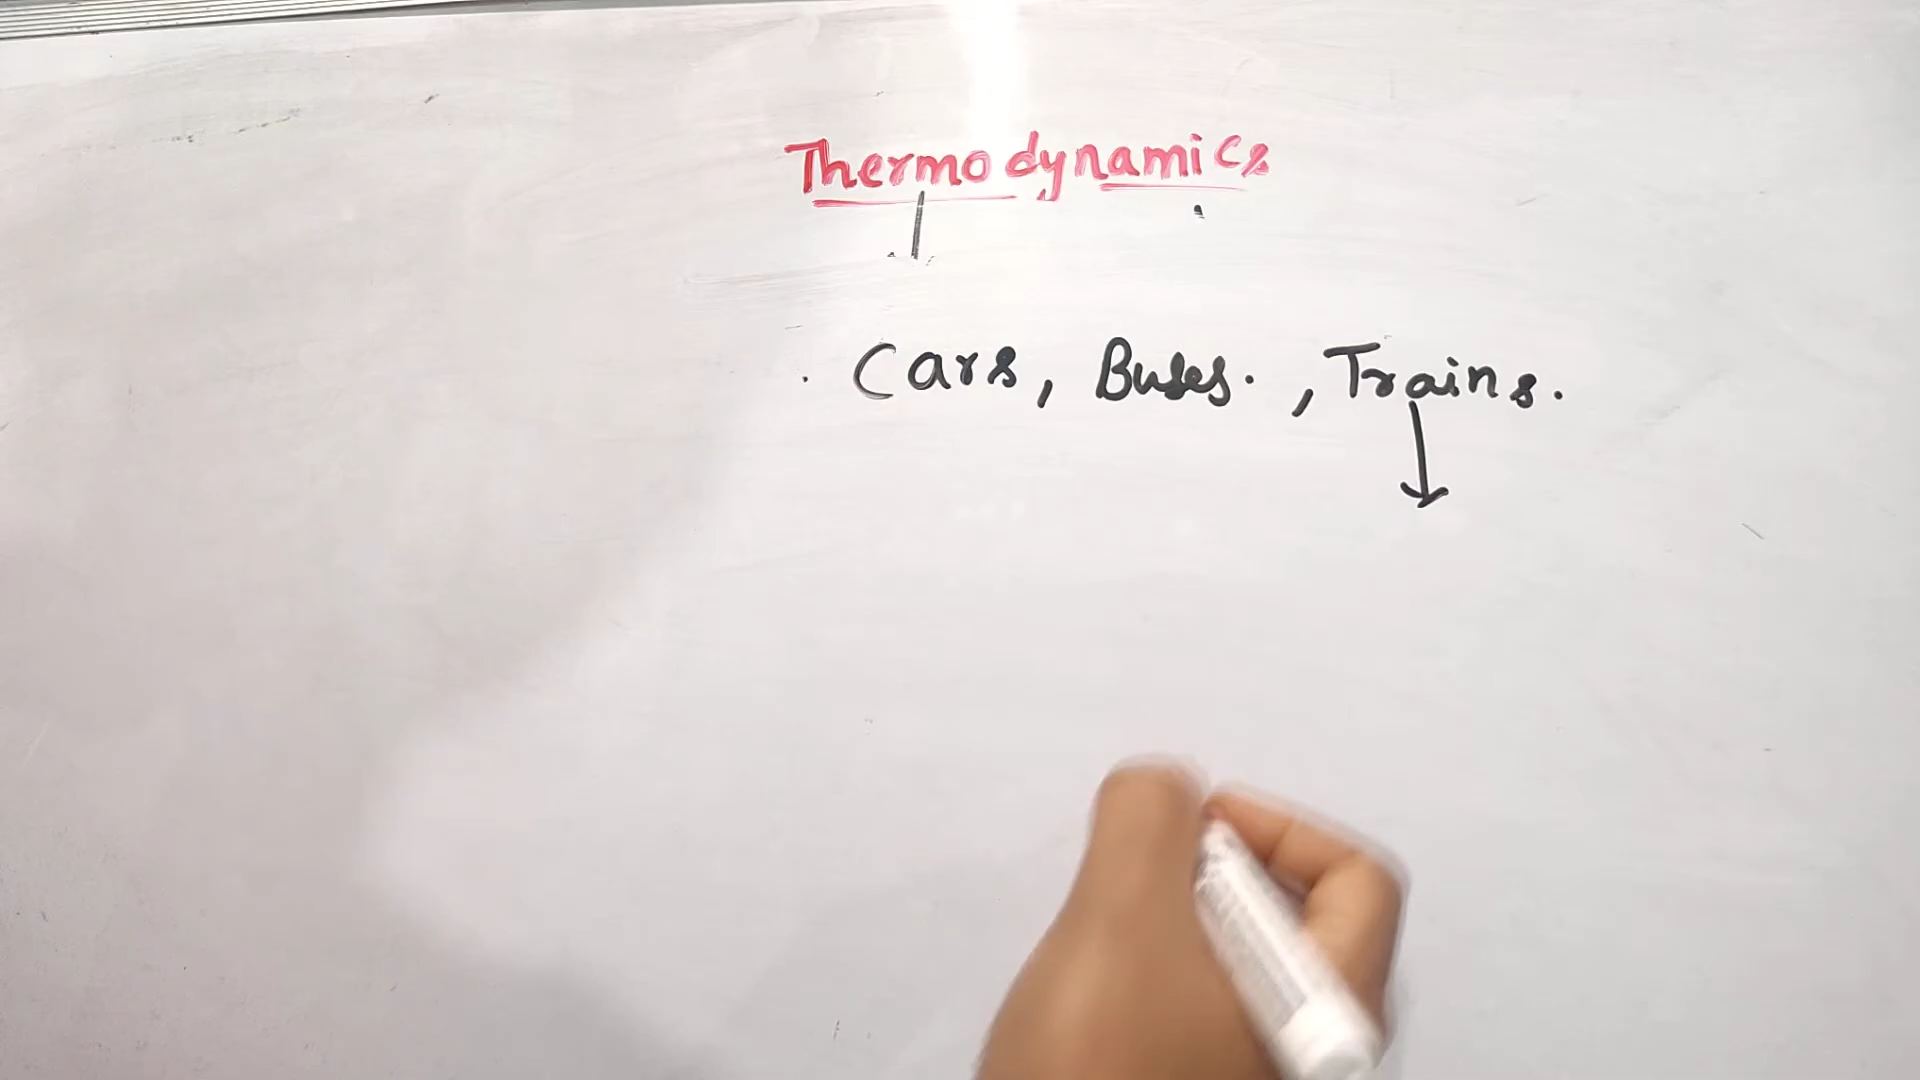 Thermodynamics
Cars, Buses. , Trains.